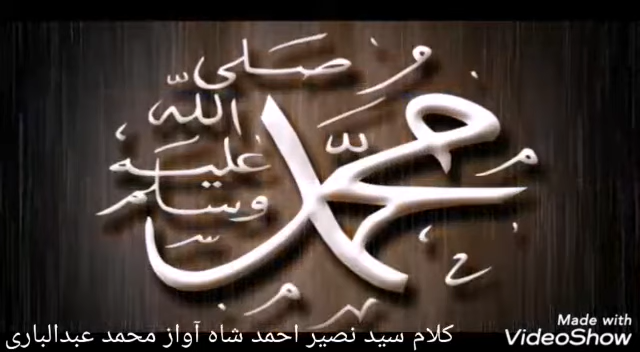 محمد
صلى
الله
عليه
وسلم
کلام سید نصیر احمد شاہ آواز محمد عبدالباری
Made with
VideoShow